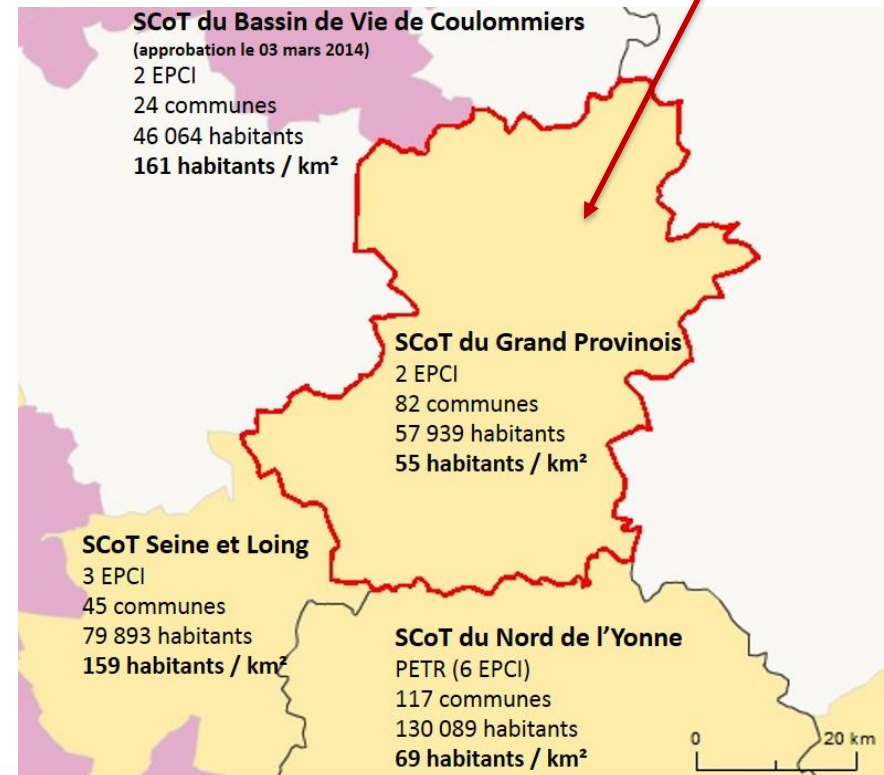 SCoT du Bassin de Vie de Coulommiers
(approbation le 03 mars 2014)
2 EPCI
24 communes
46 064 habitants
161 habitants / km²
SCoT du Grand Provinois
2 EPCI
82 communes
57 939 habitants
55 habitants / km²
SCoT Seine et Loing
3 EPCI
45 communes
79 893 habitants
159 habitants / km²
SCoT du Nord de l’Yonne
PETR (6 EPCI)
117 communes
130 089 habitants
69 habitants / km²
0 20 km